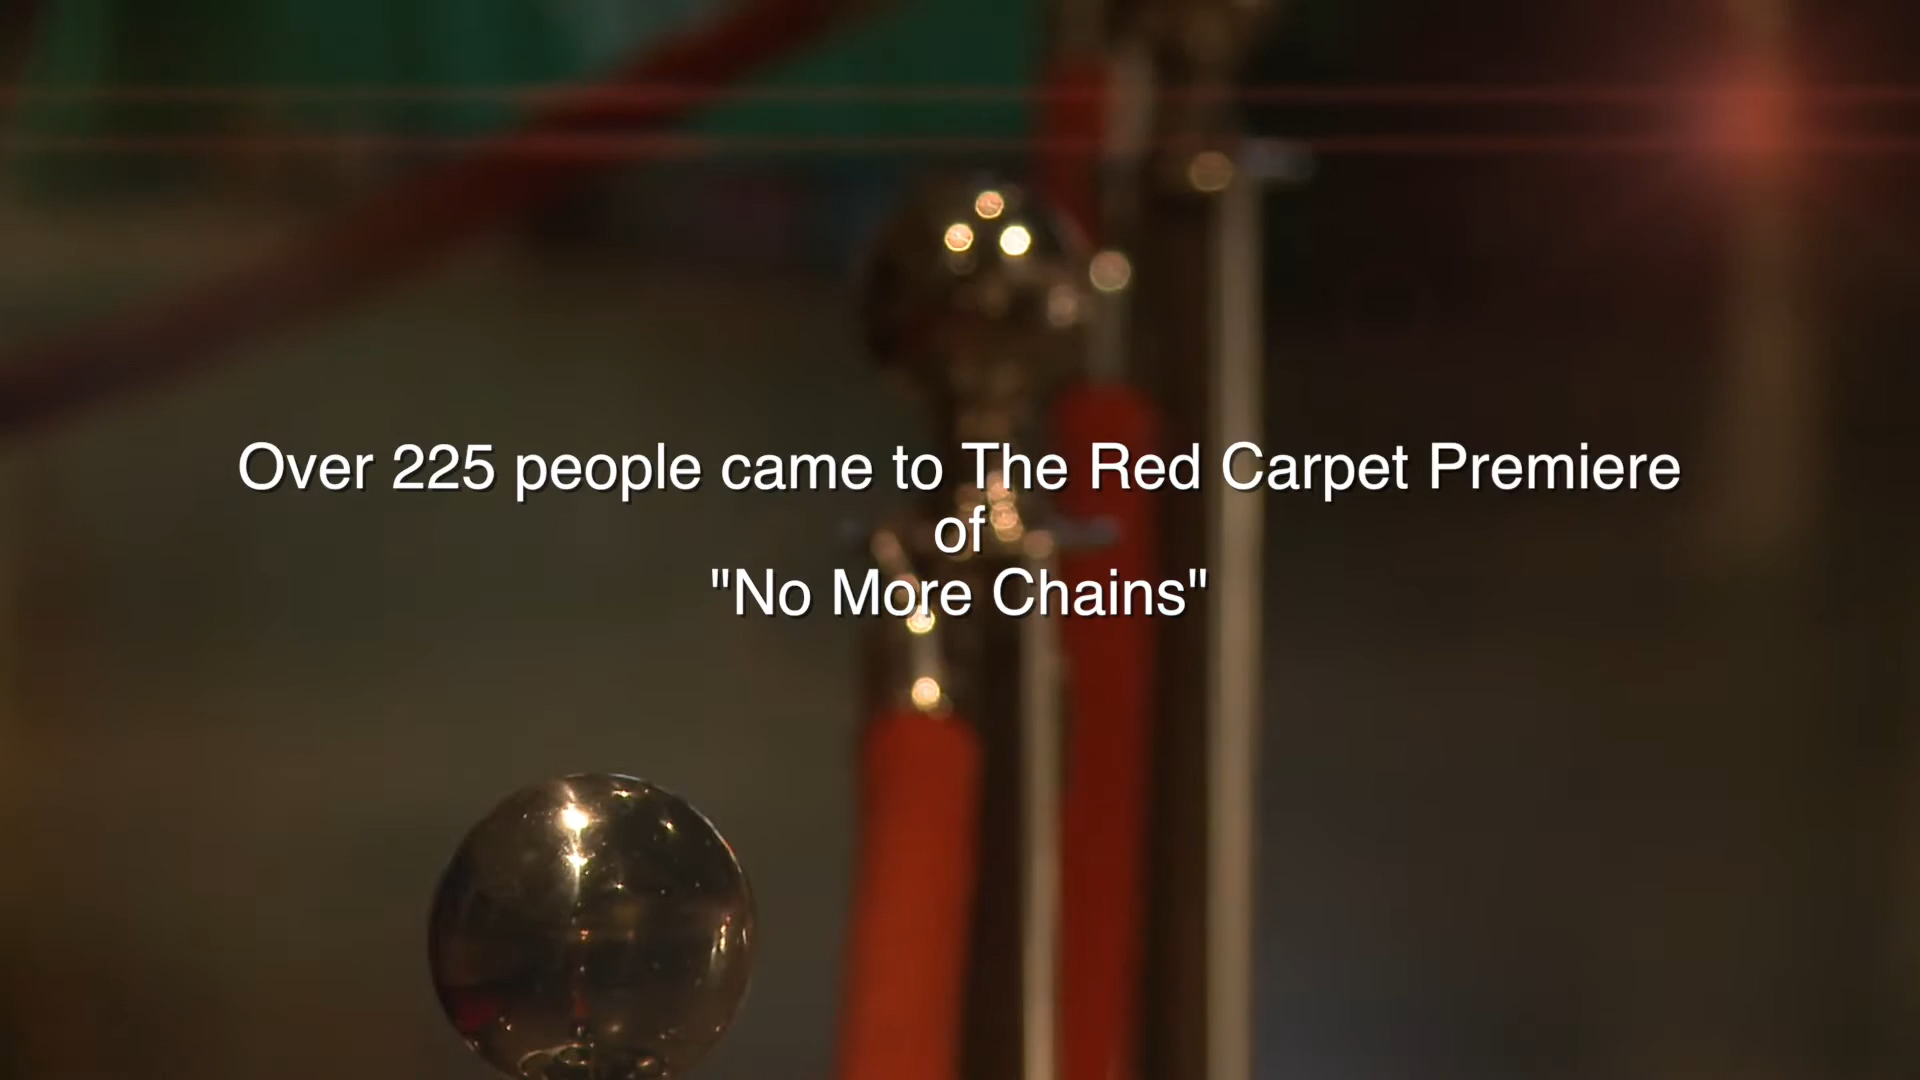 Over 225 people came to The Red Carpet Premiere
of
"No More Chains"